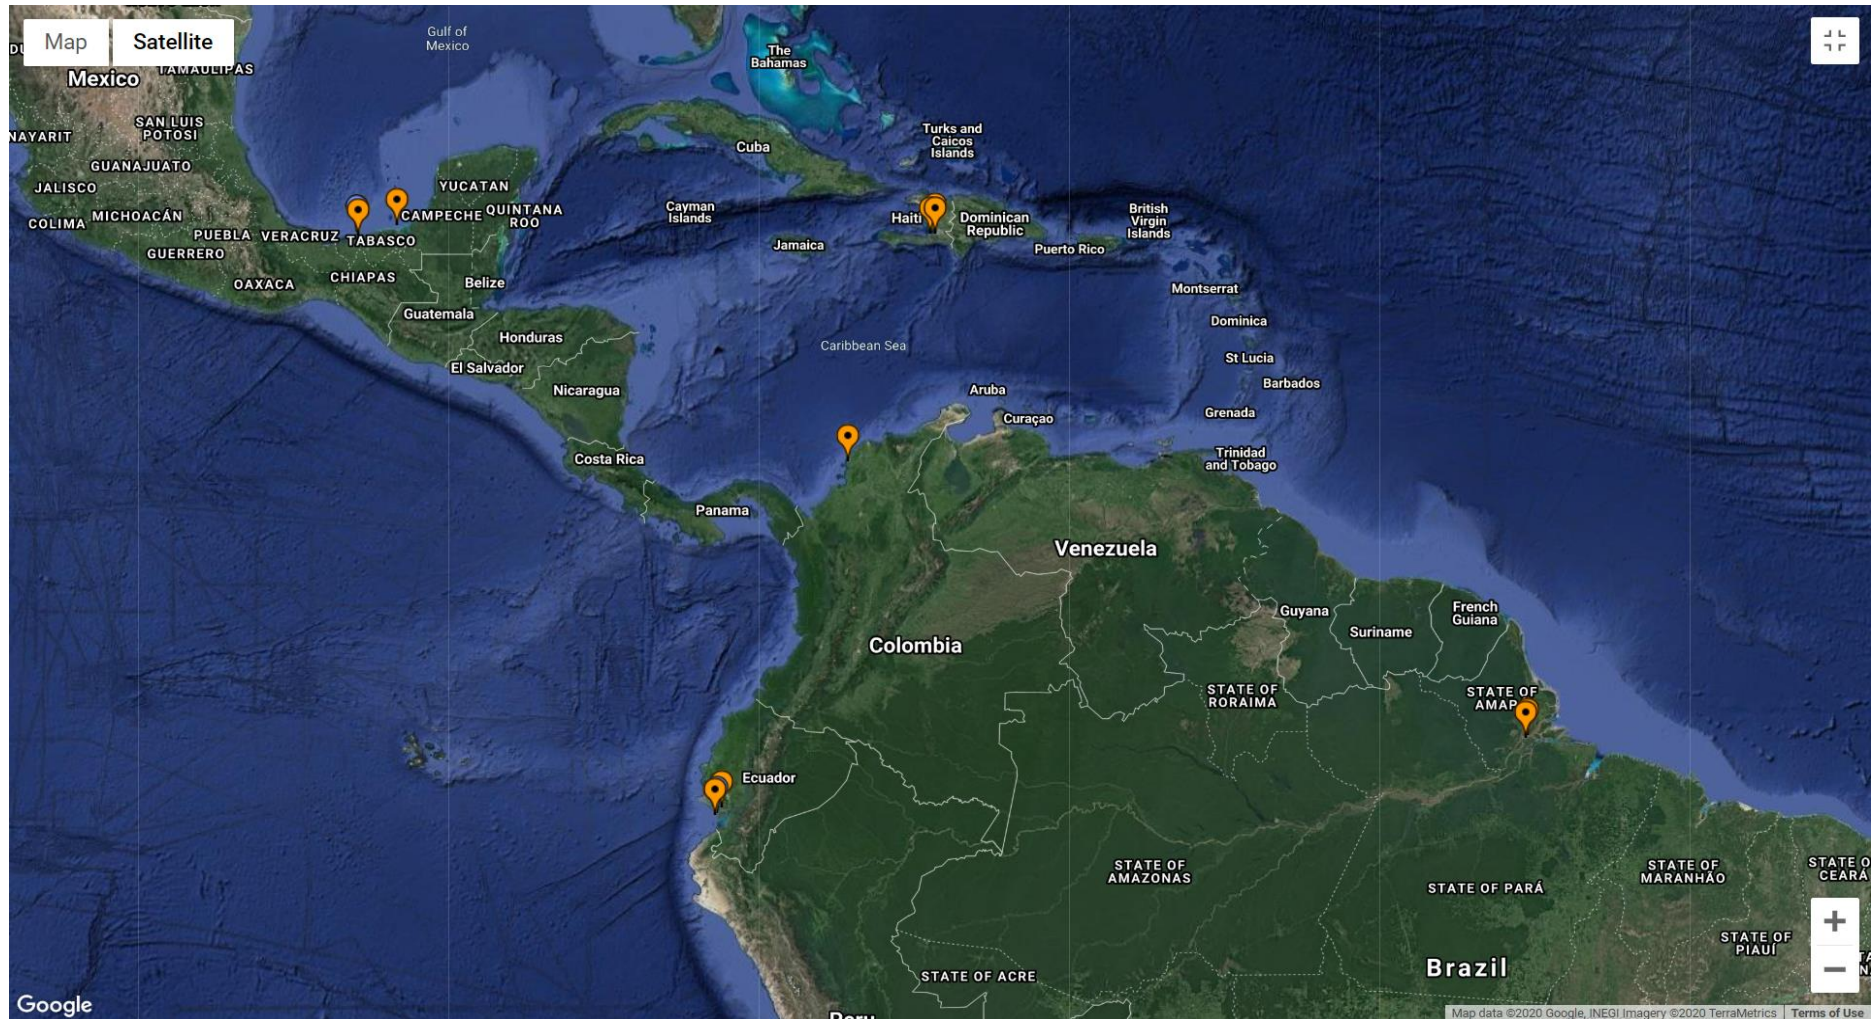 Map
Satellite
Gulf of
Mexico
The
Bahamas
TAMAULIPAS
Mexico
SAN LUIS
POTOSI
NAYARIT
Turks and
Caicos
Islands
Cuba
GUANAJUATO
JALISCO
YUCATAN
Cayman
Islands
CAMPECHE
QUINTANA
ROO
MICHOACÁN
COLIMA
Haiti
Dominican
Republic
British
Virgin
Islands
PUEBLA
VERACRUZ
TABASCO
GUERRERO
Jamaica
Puerto Rico
CHIAPAS
OAXACA
Belize
Montserrat
Guatemala
Dominica
Honduras
Caribbean Sea
El Salvador
St Lucia
Nicaragua
Aruba
Barbados
Curaçao
Grenada
Costa Rica
Trinidad
and Tobago
Panama
Venezuela
Guyana
French
Guiana
Suriname
Colombia
STATE OF
RORAIMA
STATE OF
AMAP
Ecuador
STATE OF
AMAZONAS
STATE OF PARÁ
STATE OF
MARANHÃO
STATE O
CEARÁ
STATE OF
PIAUÍ
STATE OF ACRE
Brazil
Peru
Google
Map data ©2020 Google, INEGI Imagery ©2020 TerraMetrics
Terms of Use